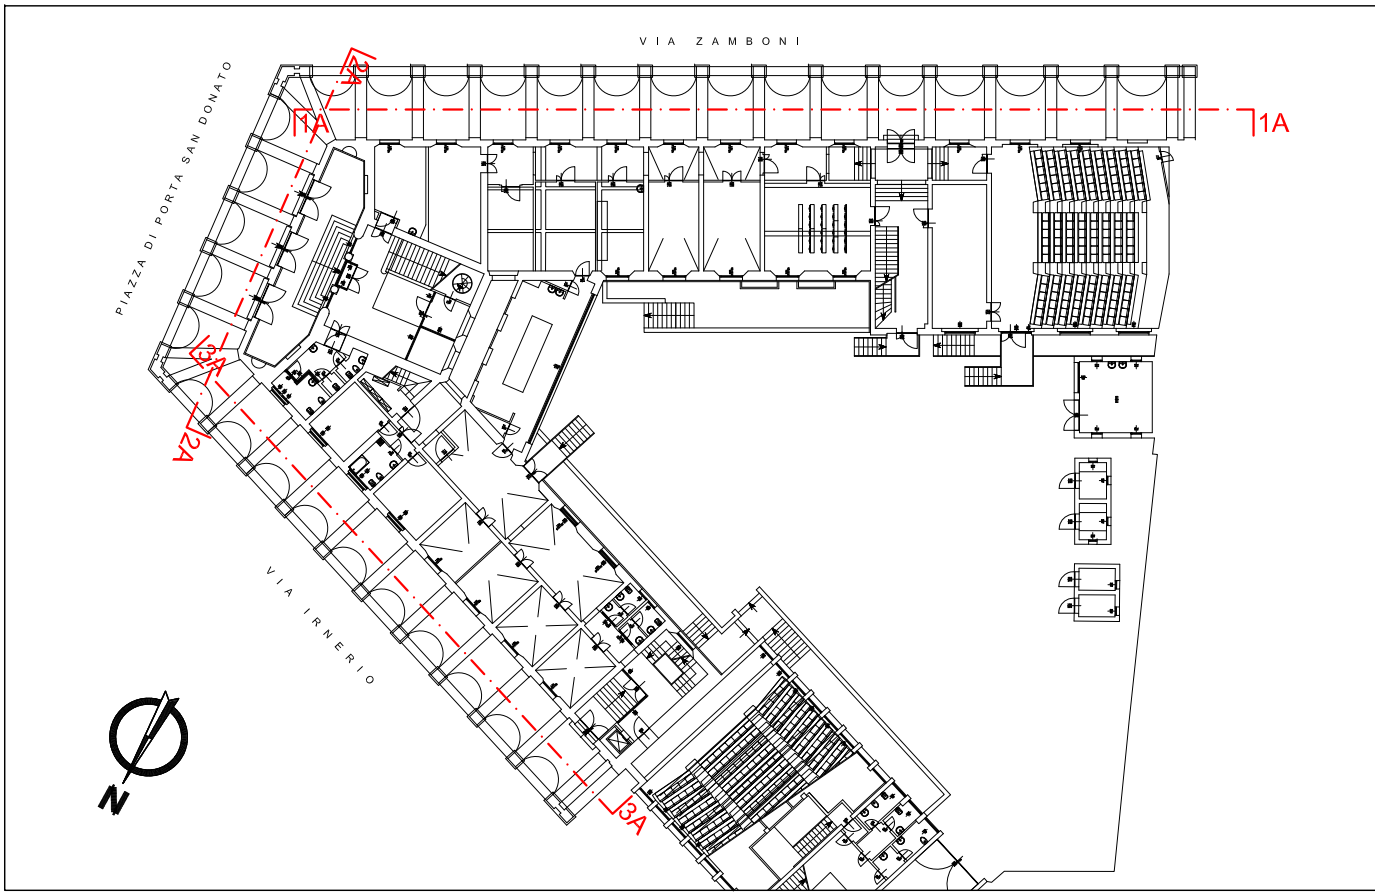 VIA ZAMBONI
PIAZZA DI PORTA SAN DONATO
2A
1A
1A
3A
2A
VIA IRNERIO
3A
N